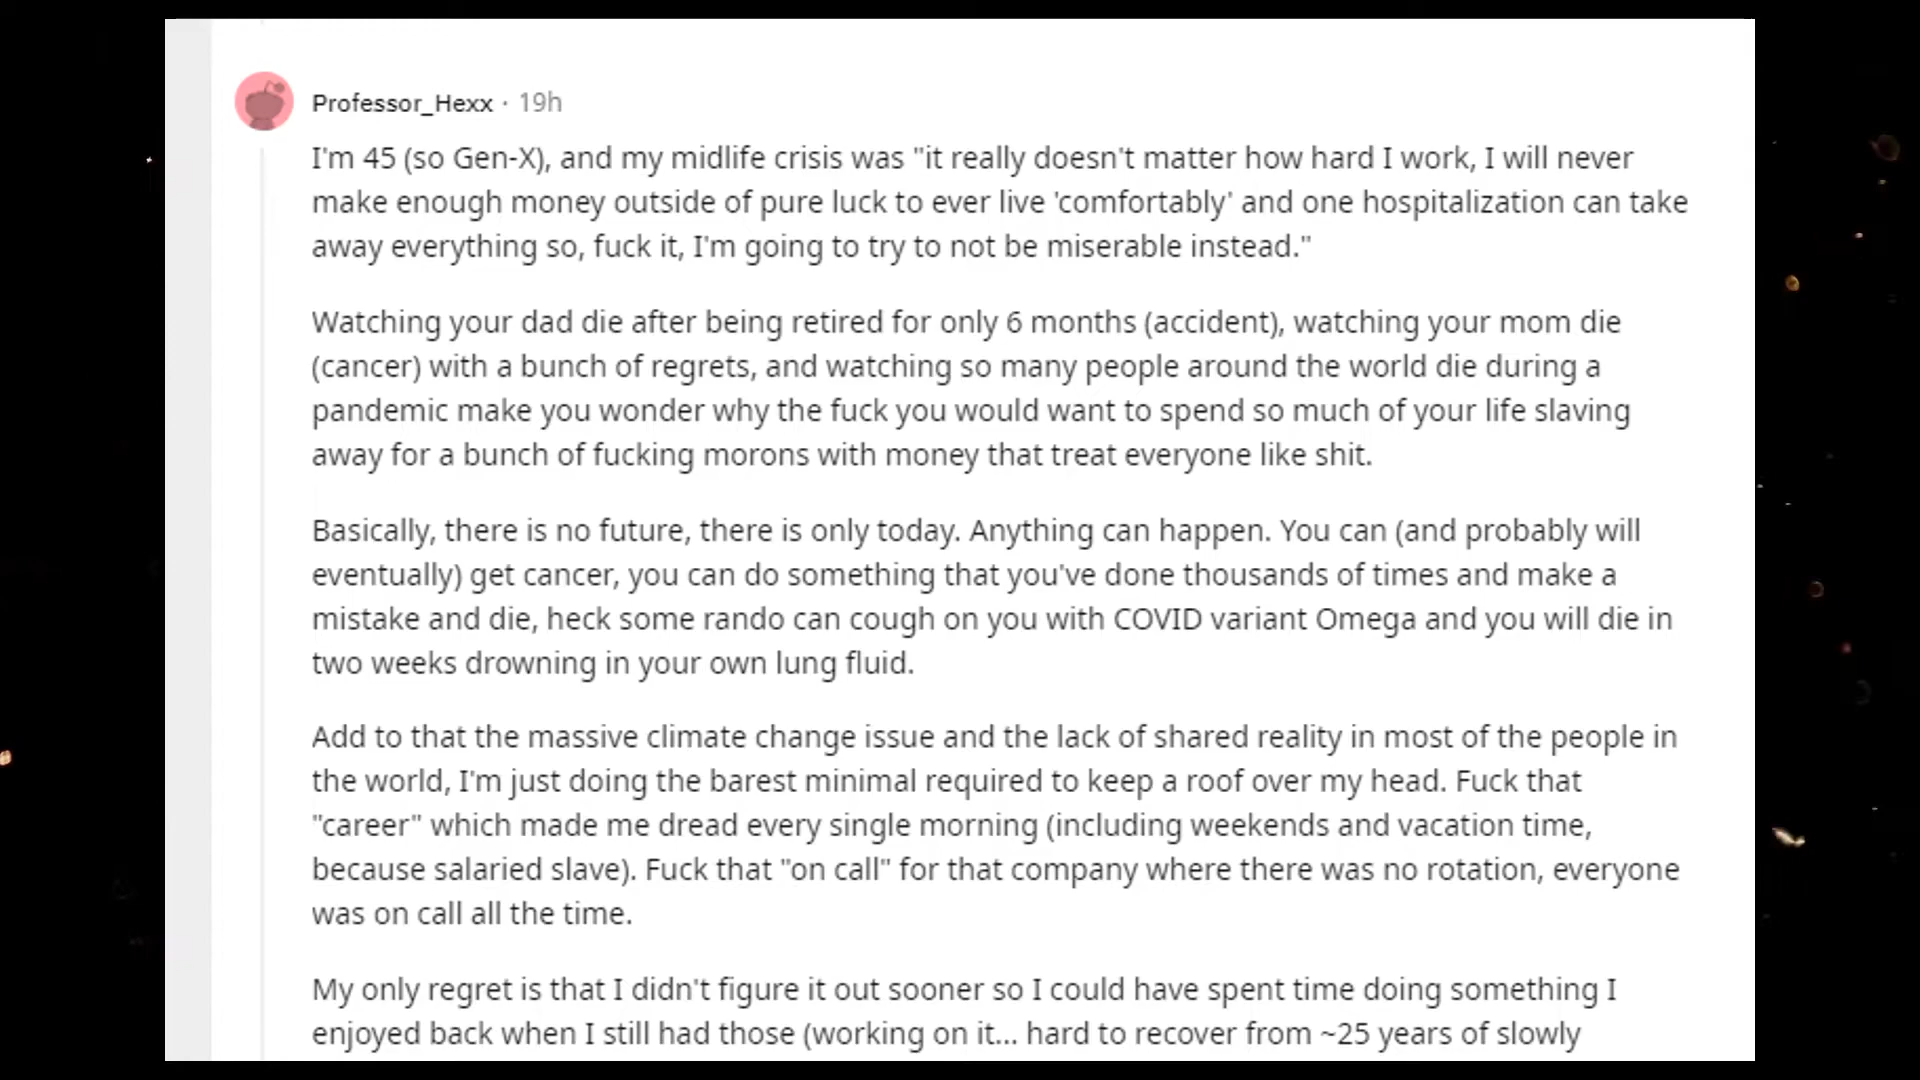 Professor_Hexx · 19h
I'm 45 (so Gen-X), and my midlife crisis was "it really doesn't matter how hard I work, I will never
make enough money outside of pure luck to ever live 'comfortably' and one hospitalization can take
away everything so, fuck it, I'm going to try to not be miserable instead."
Watching your dad die after being retired for only 6 months (accident), watching your mom die
(cancer) with a bunch of regrets, and watching so many people around the world die during a
pandemic make you wonder why the fuck you would want to spend so much of your life slaving
away for a bunch of fucking morons with money that treat everyone like shit.
Basically, there is no future, there is only today. Anything can happen. You can (and probably will
eventually) get cancer, you can do something that you've done thousands of times and make a
mistake and die, heck some rando can cough on you with COVID variant Omega and you will die in
two weeks drowning in your own lung fluid.
Add to that the massive climate change issue and the lack of shared reality in most of the people in
the world, I'm just doing the barest minimal required to keep a roof over my head. Fuck that
"career" which made me dread every single morning (including weekends and vacation time,
because salaried slave). Fuck that "on call" for that company where there was no rotation, everyone
was on call all the time.
My only regret is that I didn't figure it out sooner so I could have spent time doing something I
enjoyed back when I still had those (working on it... hard to recover from ~25 years of slowly